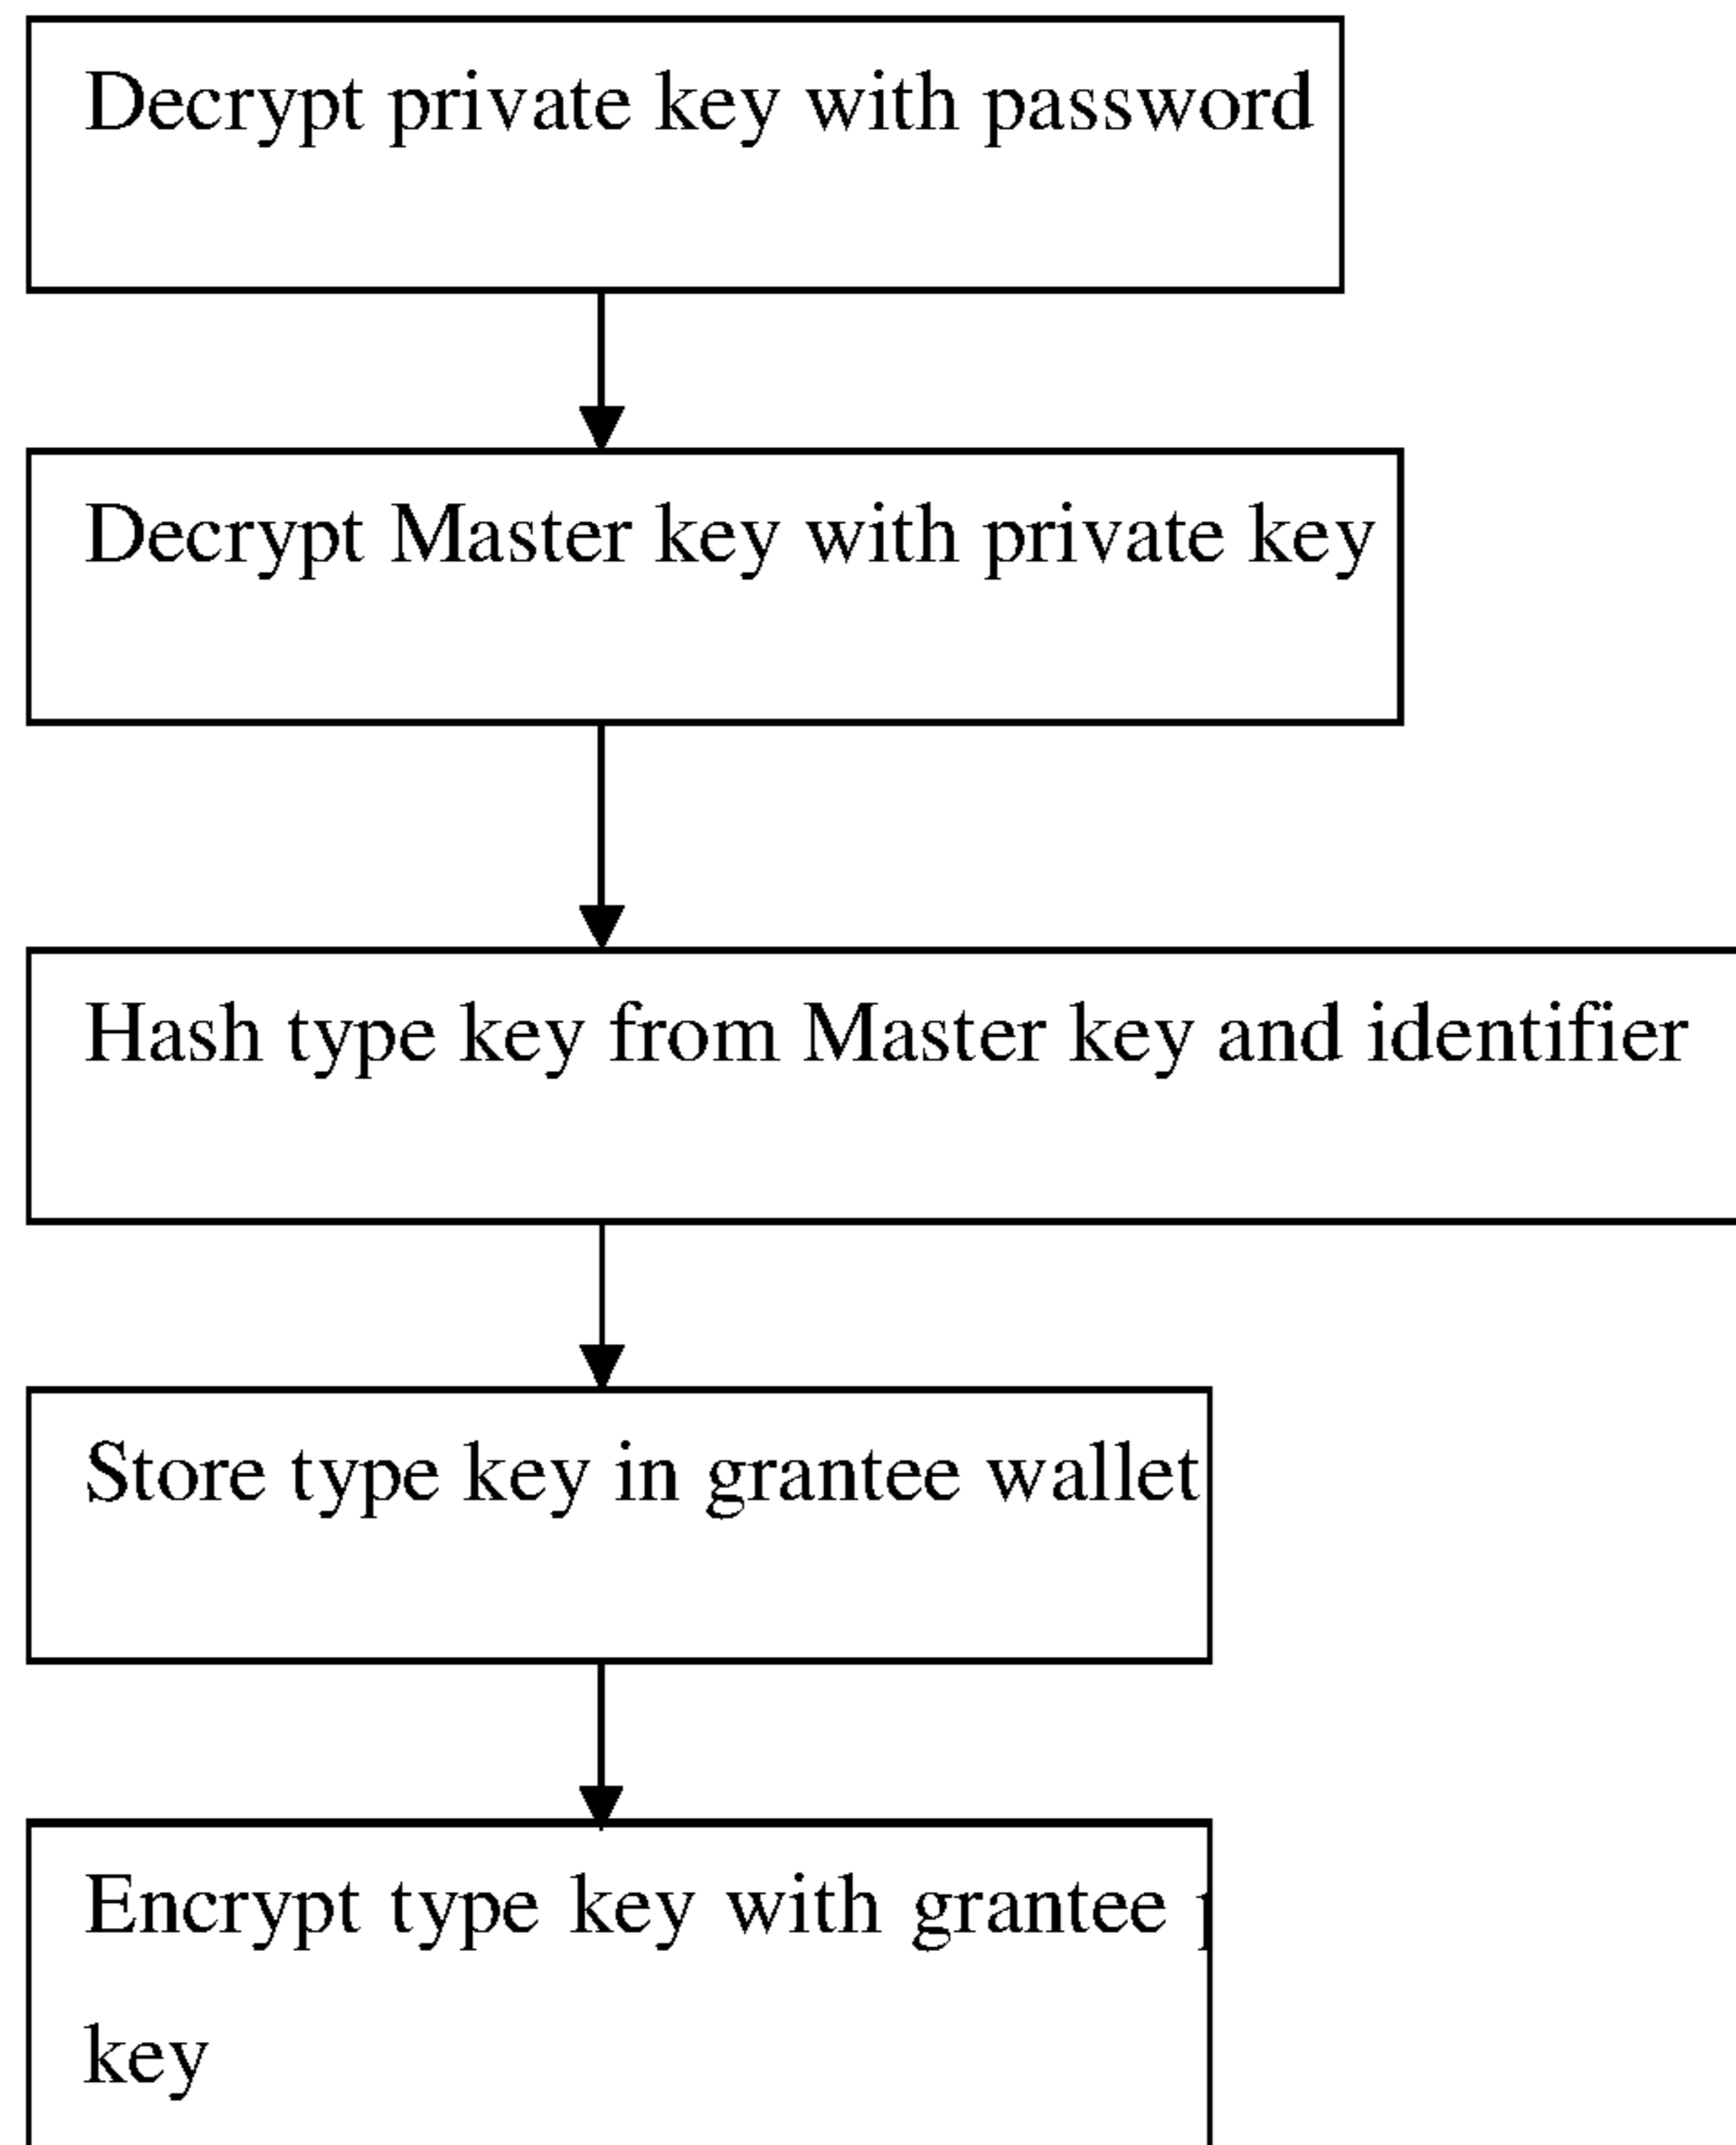 Decrypt private key with password
Decrypt Master key with private key
Hash type key from Master key and identifier
Store type key in grantee wallet
Encrypt type key with grantee
key